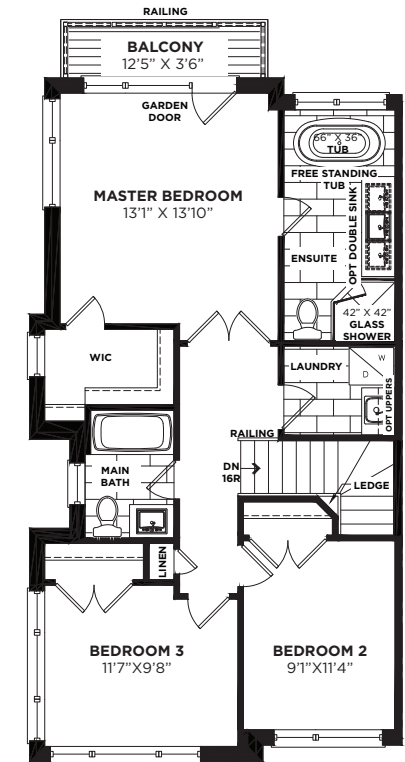 RAILING
BALCONY
12'5" X 3'6"
GARDEN
DOOR
66" X 36"
TUB
FREE STANDING
TUB
MASTER BEDROOM
13'1" X 13'10"
OPT DOUBLE SINK
ENSUITE
42" X 42"
GLASS
SHOWER
WIC
LAUNDRY
W
D
OPT UPPERS
RAILING
DN
16R
LEDGE
MAIN
BATH
LINEN
BEDROOM 3
11'7"X9'8"
BEDROOM 2
9'1"X11'4"